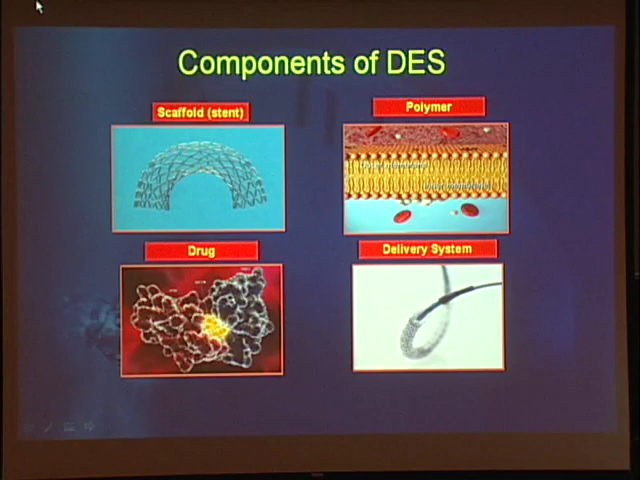 Components of DES
Scaffold (stent)
Polymer
Drug
Delivery System